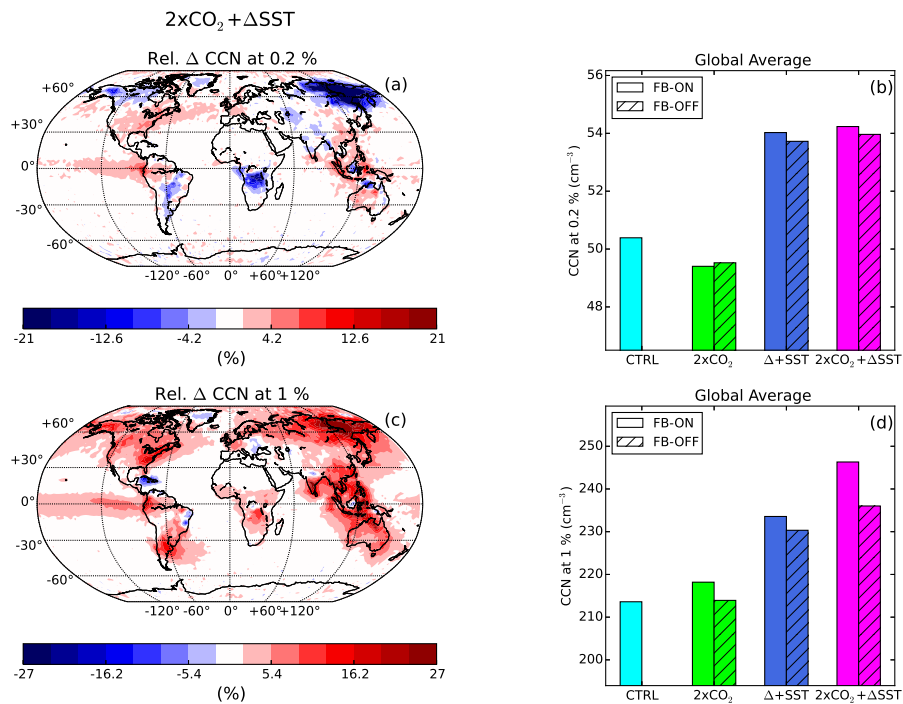 2xCO₂+ΔSST
Rel. Δ CCN at 0.2 %
(a)
+60°
+30°
0°
-30°
-60°
-120° -60° 0° +60° +120°
-21 -12.6 -4.2 4.2 12.6 21
(%)
Global Average
(b)
FB-ON
FB-OFF
56
54
52
50
48
CCN at 0.2 % (cm⁻³)
CTRL 2xCO₂ Δ+SST 2xCO₂+ΔSST
Rel. Δ CCN at 1 %
(c)
+60°
+30°
0°
-30°
-60°
-120° -60° 0° +60° +120°
-27 -16.2 -5.4 5.4 16.2 27
(%)
Global Average
(d)
FB-ON
FB-OFF
250
240
230
220
210
200
CCN at 1 % (cm⁻³)
CTRL 2xCO₂ Δ+SST 2xCO₂+ΔSST